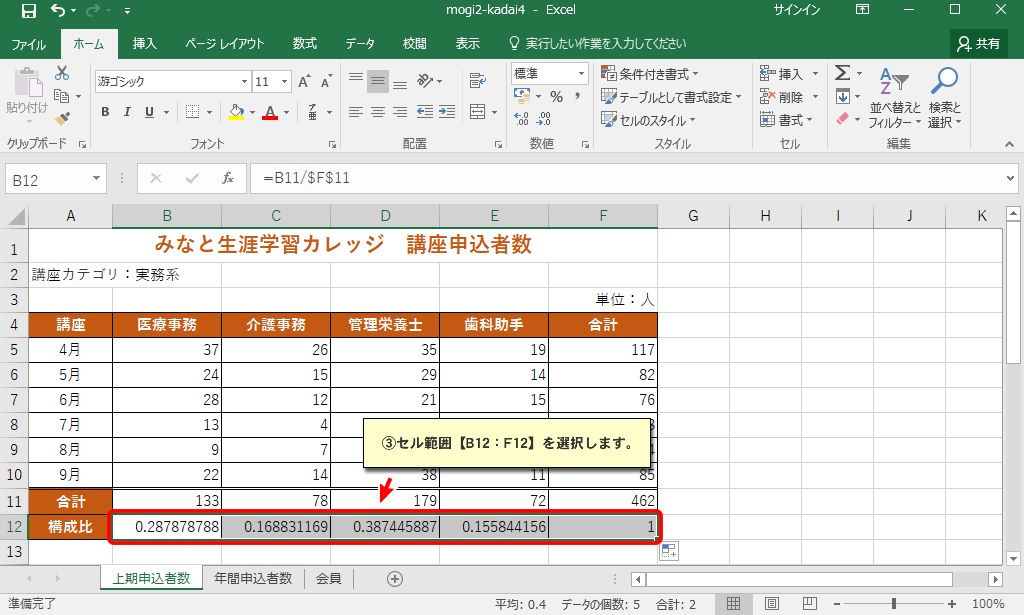 mogi2-kadai4 - Excel サインイン
ファイル ホーム 挿入 ページ レイアウト 数式 データ 校閲 表示 実行したい作業を入力してください 共有
貼り付け 游ゴシック 11 標準 条件付き書式 挿入 Σ
% , テーブルとして書式設定 削除 並べ替えと 検索と
B I U A セルのスタイル 書式 フィルター 選択
クリップボード フォント 配置 数値 スタイル セル 編集
B12 fx =B11/$F$11
A B C D E F G H I J K
1 みなと生涯学習カレッジ 講座申込者数
2 講座カテゴリ：実務系
3 単位：人
4 講座 医療事務 介護事務 管理栄養士 歯科助手 合計
5 4月 37 26 35 19 117
6 5月 24 15 29 14 82
7 6月 28 12 21 15 76
8 7月 13 4
③セル範囲【B12：F12】を選択します。
9 8月 9 7
10 9月 22 14 38 11 85
11 合計 133 78 179 72 462
12 構成比 0.287878788 0.168831169 0.387445887 0.155844156 1
13
上期申込者数 年間申込者数 会員
準備完了 平均: 0.4 データの個数: 5 合計: 2 100%